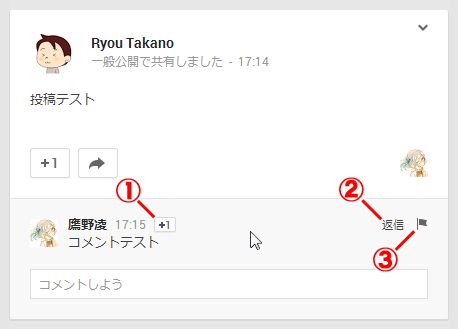 Ryou Takano
一般公開で共有しました - 17:14
投稿テスト
+1
① ② ③
鷹野凌 17:15 +1 返信
コメントテスト
コメントしよう